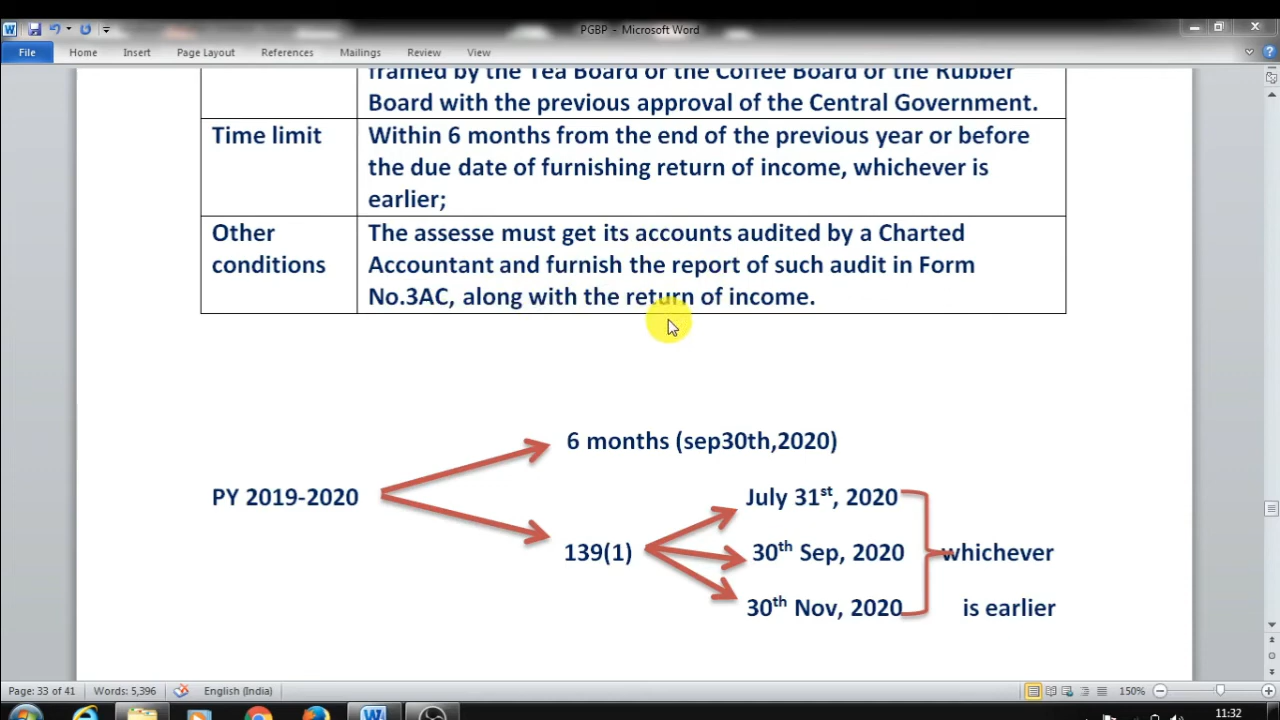 PGBP - Microsoft Word
File Home Insert Page Layout References Mailings Review View
framed by the Tea Board or the Coffee Board or the Rubber
Board with the previous approval of the Central Government.
Time limit
Within 6 months from the end of the previous year or before
the due date of furnishing return of income, whichever is
earlier;
Other
conditions
The assesse must get its accounts audited by a Charted
Accountant and furnish the report of such audit in Form
No.3AC, along with the return of income.
6 months (sep30th,2020)
PY 2019-2020
139(1)
July 31st, 2020
30th Sep, 2020
30th Nov, 2020
whichever
is earlier
Page: 33 of 41 Words: 5,396 English (India) 150%
11:32